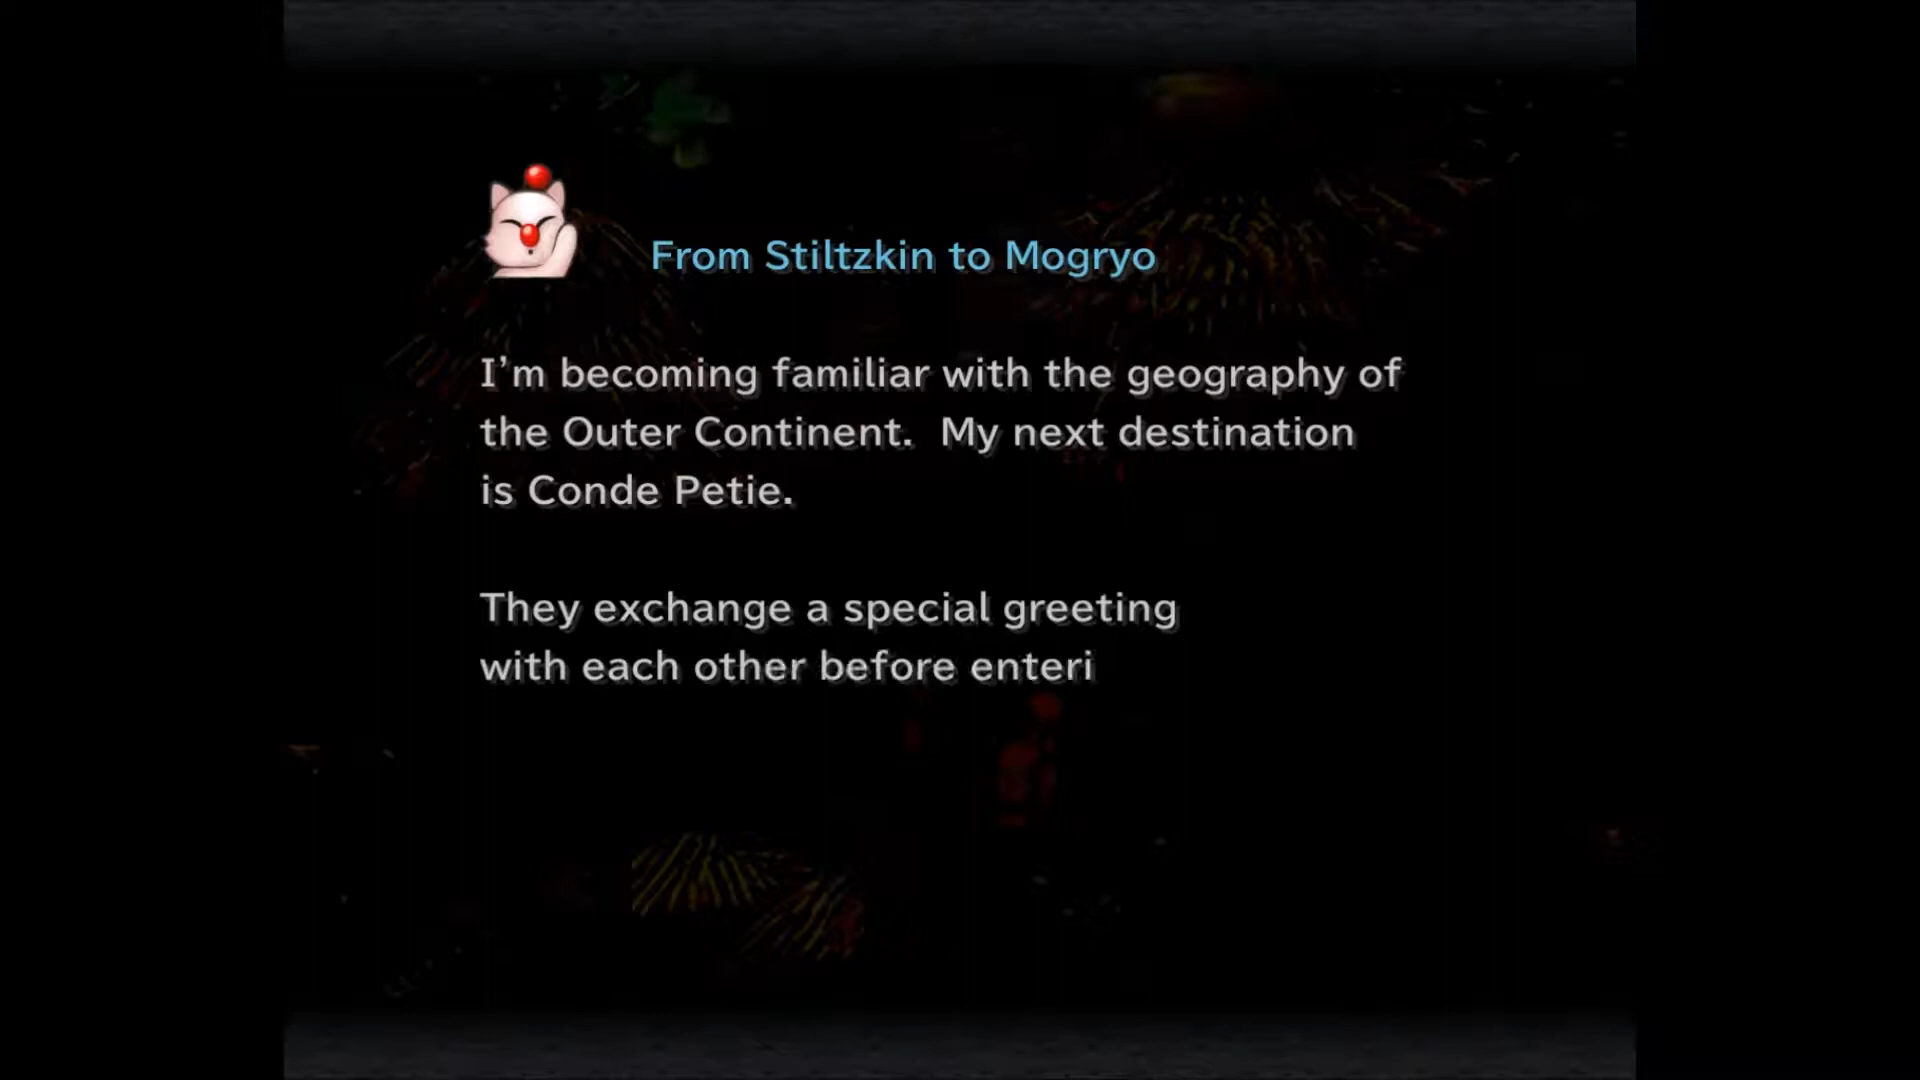 From Stiltzkin to Mogryo
I'm becoming familiar with the geography of
the Outer Continent.  My next destination
is Conde Petie.
They exchange a special greeting
with each other before enteri